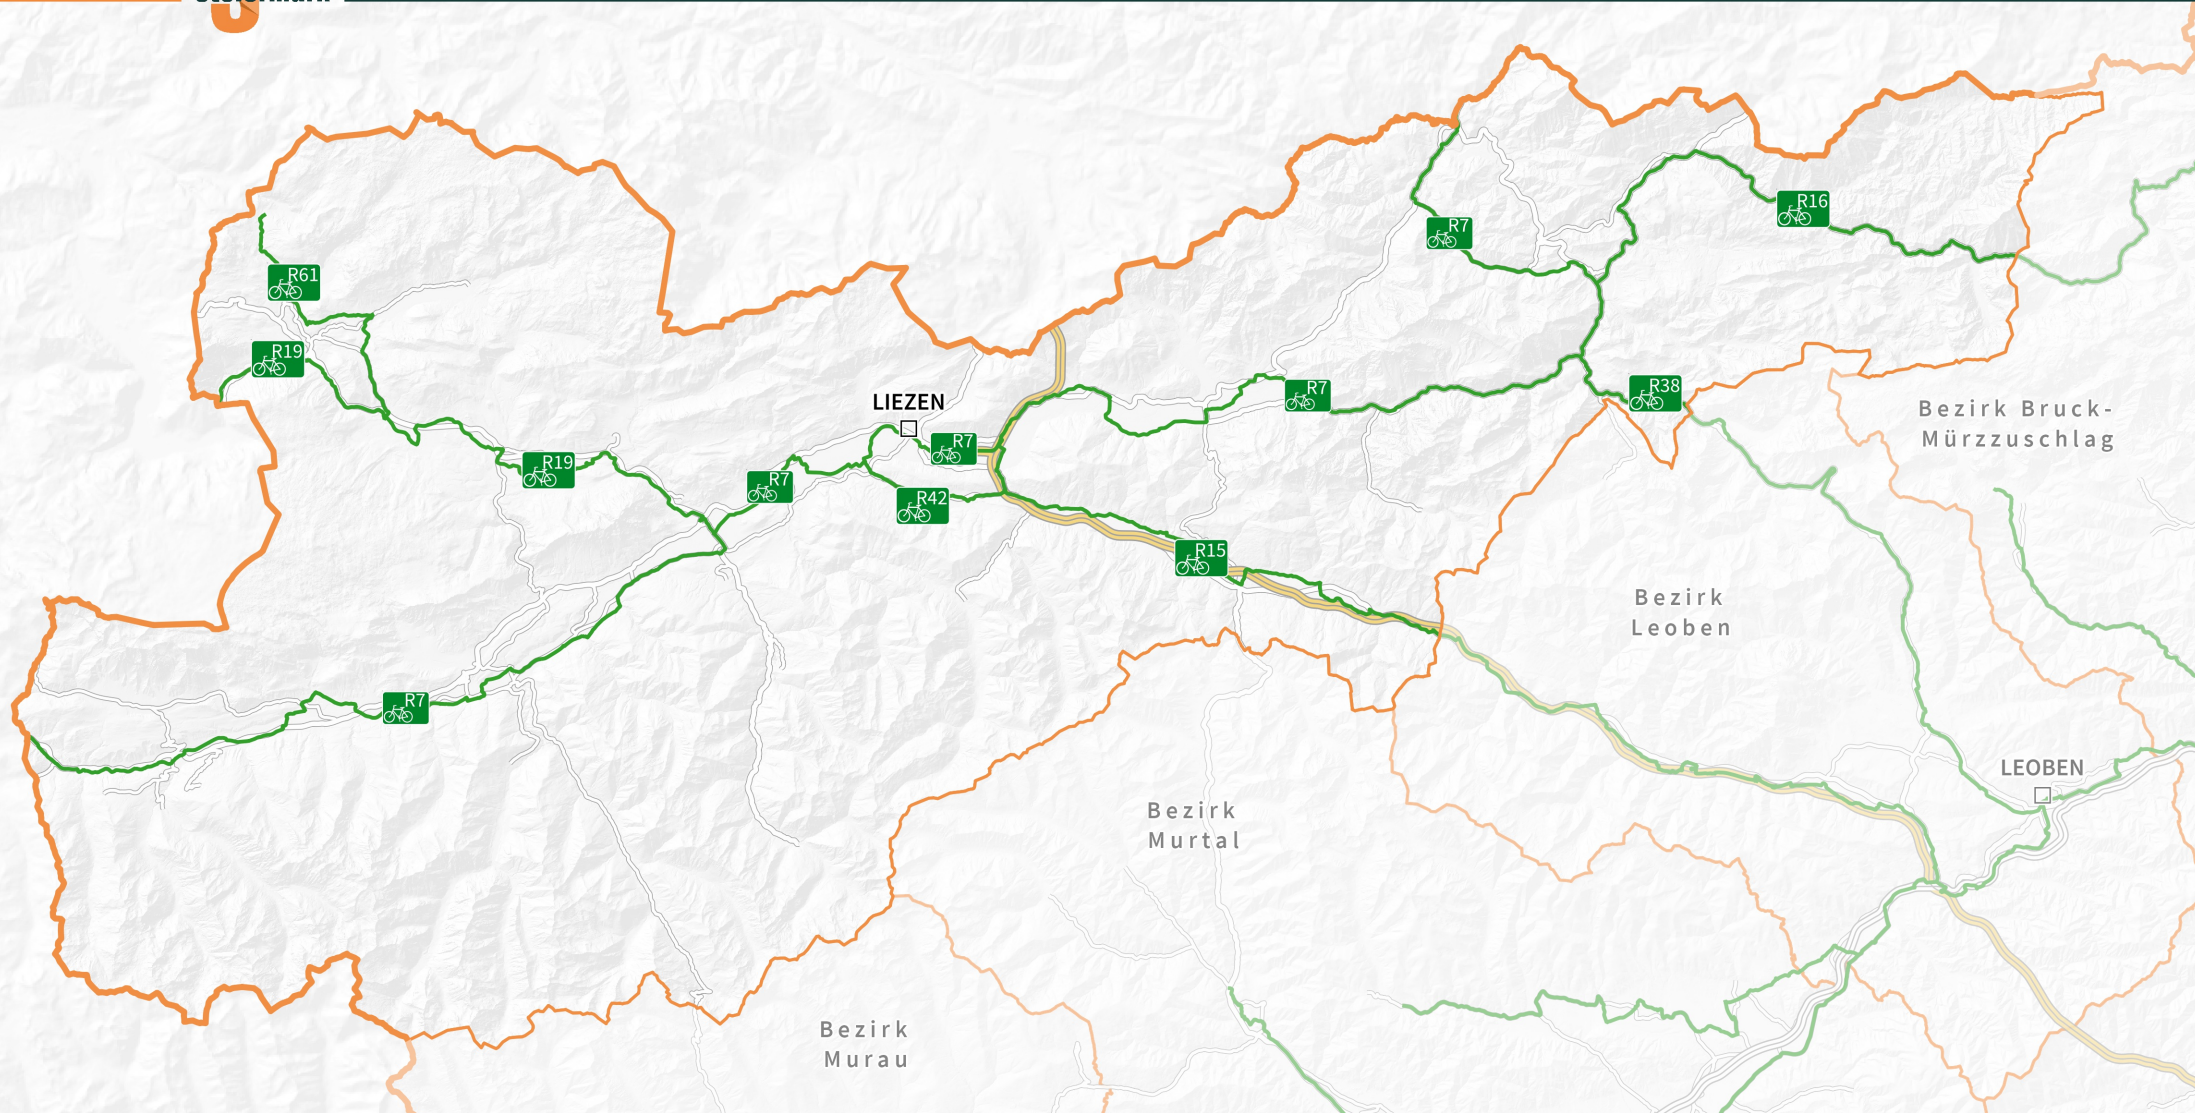 R16
R7
R61
R19
R7
R38
LIEZEN
Bezirk Bruck-
Mürzzuschlag
R7
R19
R7
R42
R15
Bezirk
Leoben
R7
LEOBEN
Bezirk
Murtal
Bezirk
Murau